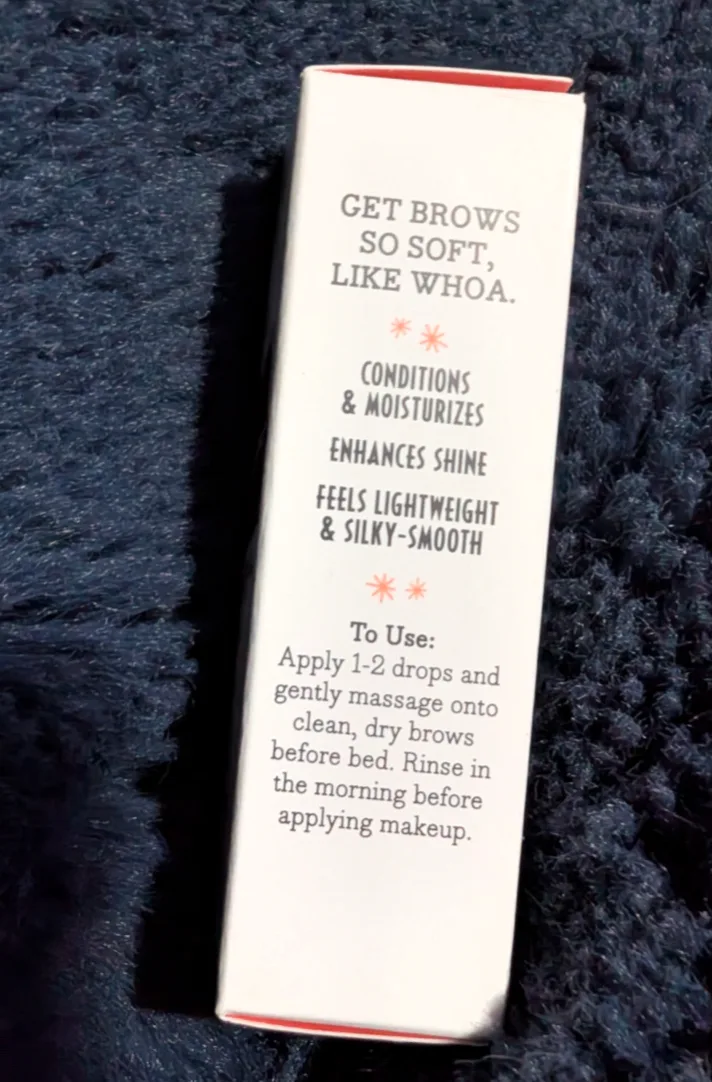 GET BROWS
SO SOFT,
LIKE WHOA.
CONDITIONS
& MOISTURIZES
ENHANCES SHINE
FEELS LIGHTWEIGHT
& SILKY-SMOOTH
To Use:
Apply 1-2 drops and
gently massage onto
clean, dry brows
before bed. Rinse in
the morning before
applying makeup.